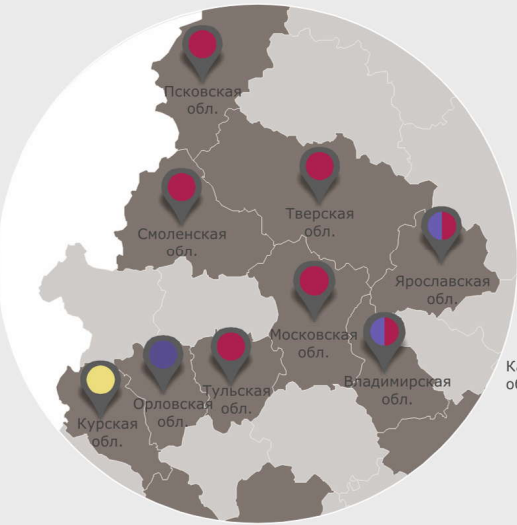 Псковская
обл.
Тверская
обл.
Смоленская
обл.
Ярославская
обл.
Московская
обл.
Владимирская
обл.
Тульская
обл.
Орловская
обл.
Курская
обл.